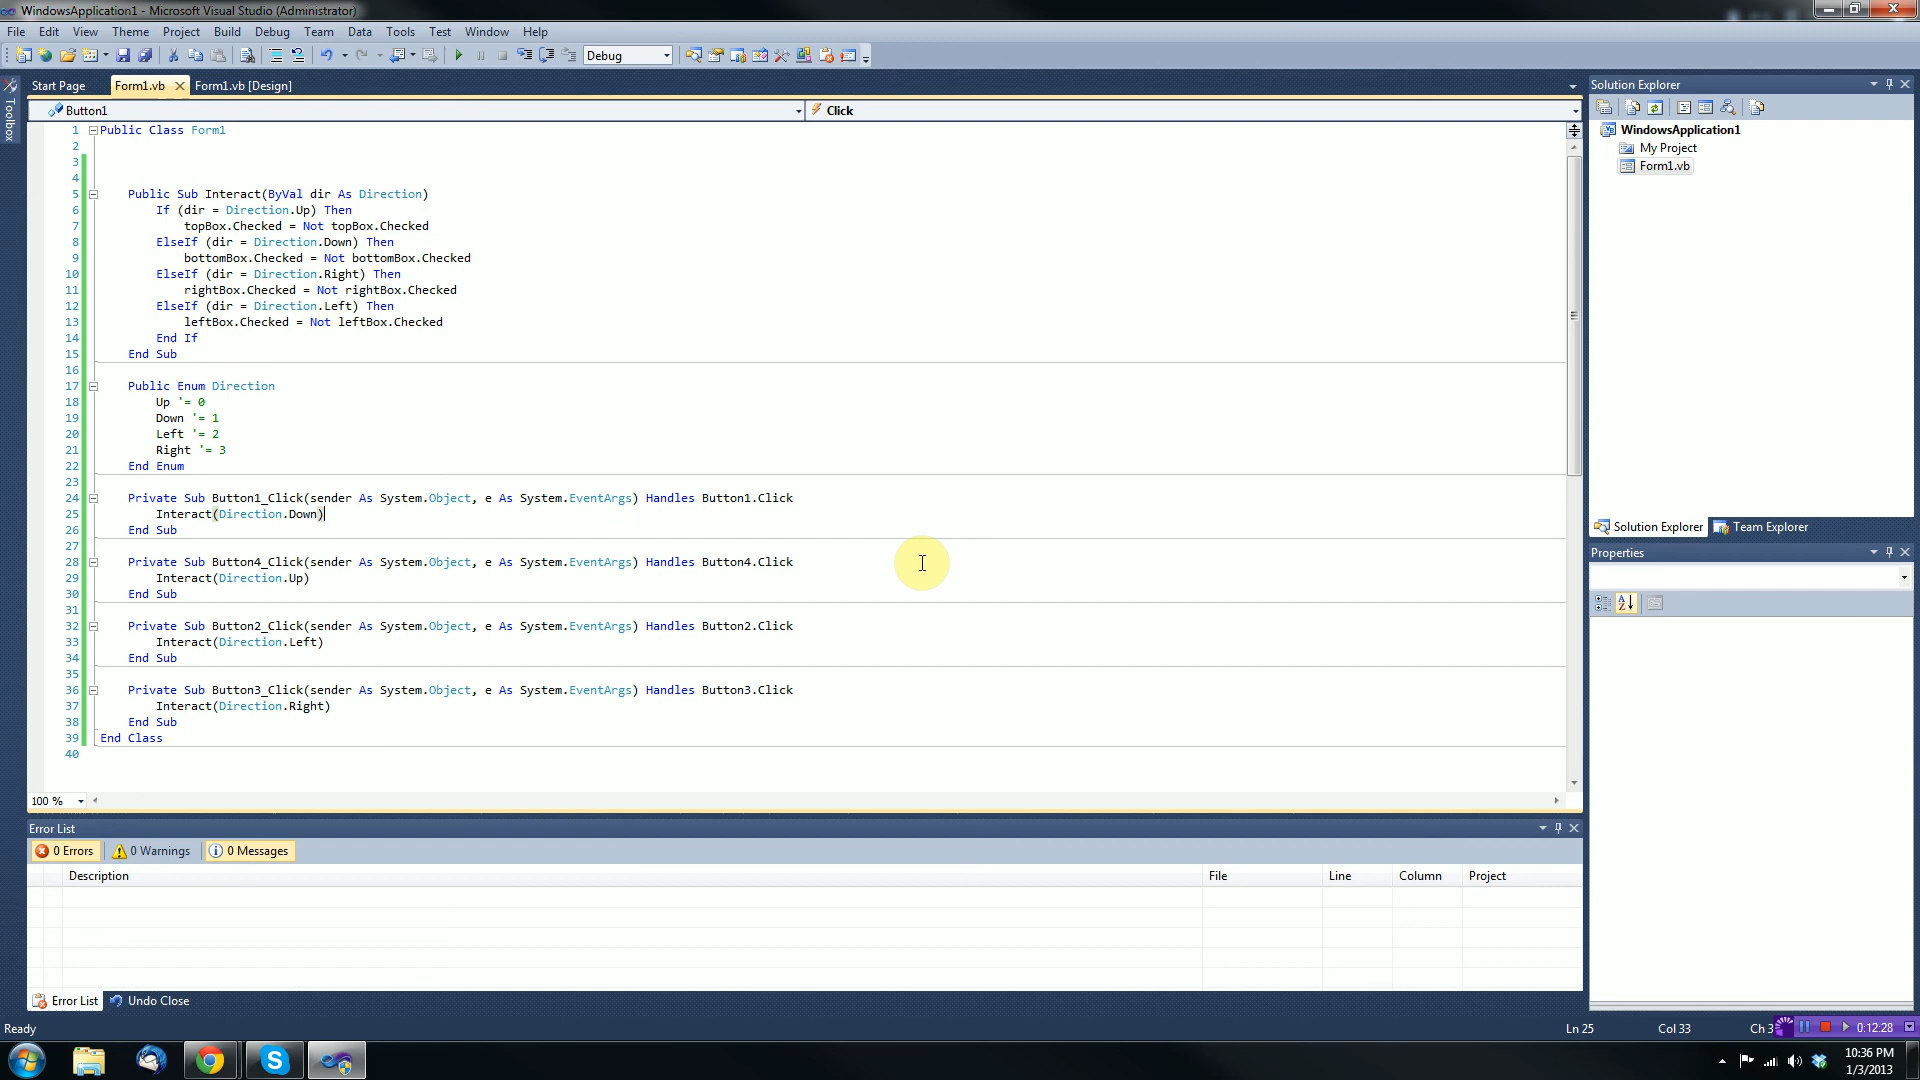 WindowsApplication1 - Microsoft Visual Studio (Administrator)
File Edit View Theme Project Build Debug Team Data Tools Test Window Help
Debug
Start Page Form1.vb Form1.vb [Design]
Toolbox
Button1 Click
1 Public Class Form1
2
3
4
5 Public Sub Interact(ByVal dir As Direction)
6 If (dir = Direction.Up) Then
7 topBox.Checked = Not topBox.Checked
8 ElseIf (dir = Direction.Down) Then
9 bottomBox.Checked = Not bottomBox.Checked
10 ElseIf (dir = Direction.Right) Then
11 rightBox.Checked = Not rightBox.Checked
12 ElseIf (dir = Direction.Left) Then
13 leftBox.Checked = Not leftBox.Checked
14 End If
15 End Sub
16
17 Public Enum Direction
18 Up '= 0
19 Down '= 1
20 Left '= 2
21 Right '= 3
22 End Enum
23
24 Private Sub Button1_Click(sender As System.Object, e As System.EventArgs) Handles Button1.Click
25 Interact(Direction.Down)
26 End Sub
27
28 Private Sub Button4_Click(sender As System.Object, e As System.EventArgs) Handles Button4.Click
29 Interact(Direction.Up)
30 End Sub
31
32 Private Sub Button2_Click(sender As System.Object, e As System.EventArgs) Handles Button2.Click
33 Interact(Direction.Left)
34 End Sub
35
36 Private Sub Button3_Click(sender As System.Object, e As System.EventArgs) Handles Button3.Click
37 Interact(Direction.Right)
38 End Sub
39 End Class
40
100 %
Error List
0 Errors 0 Warnings 0 Messages
Description File Line Column Project
Error List Undo Close
Solution Explorer
WindowsApplication1
My Project
Form1.vb
Solution Explorer Team Explorer
Properties
Ready Ln 25 Col 33 Ch 3 0:12:28
10:36 PM
1/3/2013